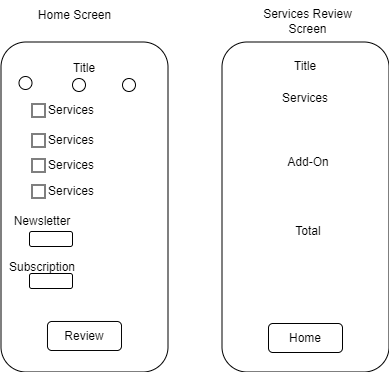 Home Screen
Title
Services
Services
Services
Services
Newsletter
Subscription
Review
Services Review
Screen
Title
Services
Add-On
Total
Home